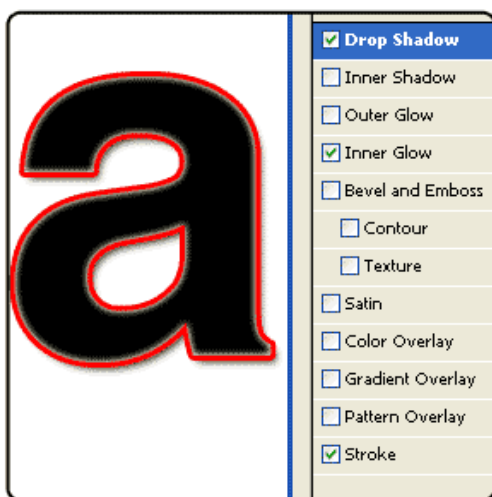 a
Drop Shadow
Inner Shadow
Outer Glow
Inner Glow
Bevel and Emboss
Contour
Texture
Satin
Color Overlay
Gradient Overlay
Pattern Overlay
Stroke